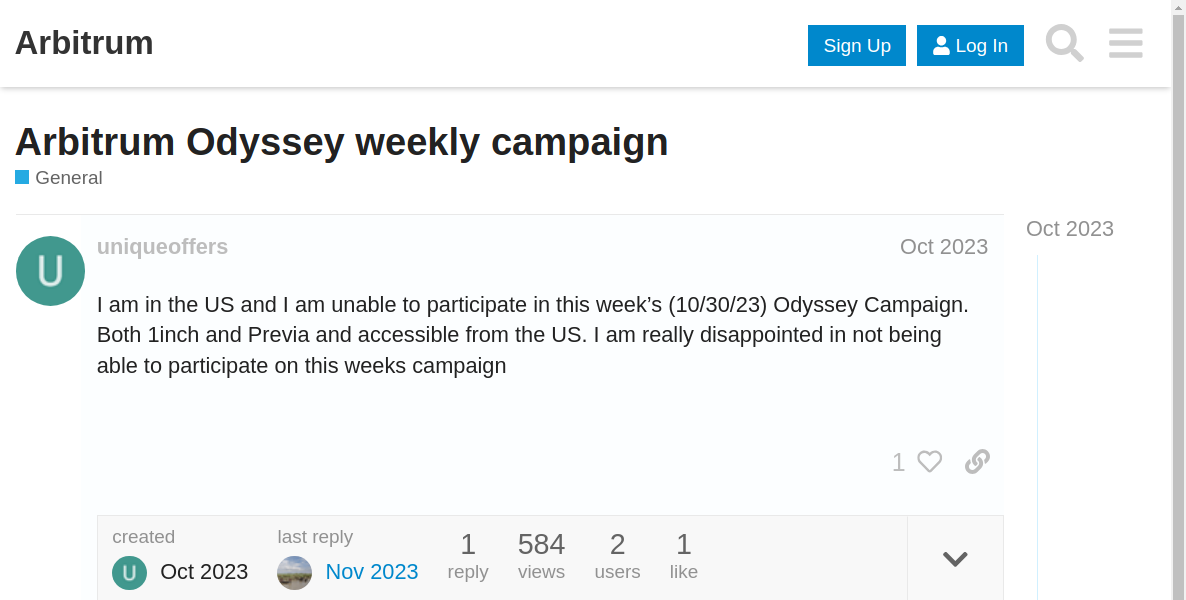 Arbitrum
Sign Up
Log In
Arbitrum Odyssey weekly campaign
General
Oct 2023
U
uniqueoffers
Oct 2023
I am in the US and I am unable to participate in this week’s (10/30/23) Odyssey Campaign.
Both 1inch and Previa and accessible from the US. I am really disappointed in not being
able to participate on this weeks campaign
1
created
last reply
1
584
2
1
U
Oct 2023
Nov 2023
reply
views
users
like